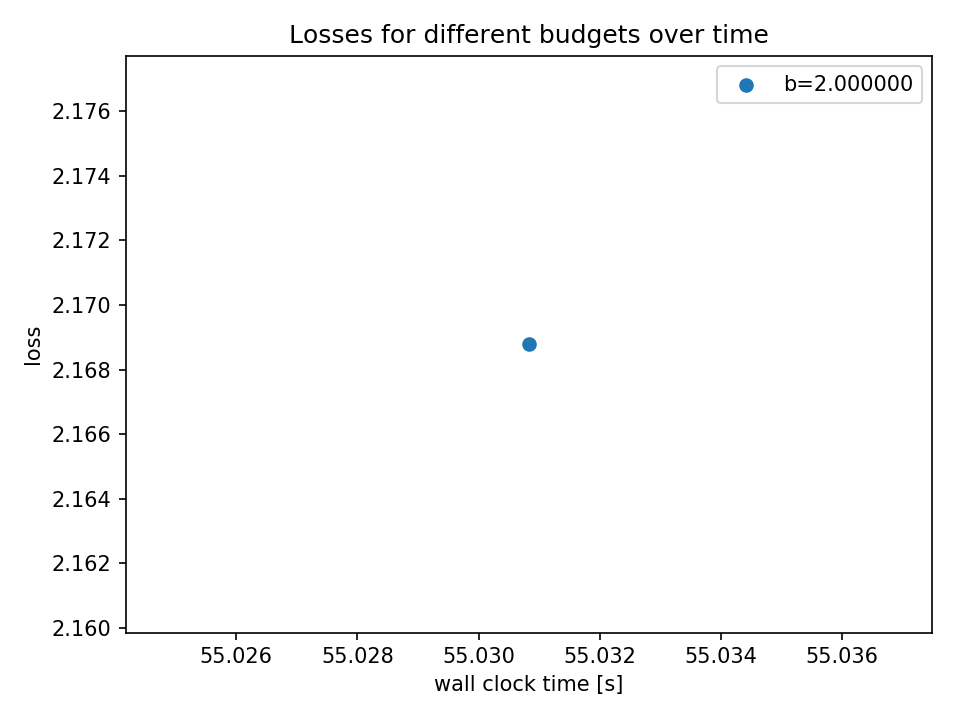 Losses for different budgets over time
b=2.000000
2.176
2.174
2.172
2.170
2.168
2.166
2.164
2.162
2.160
loss
55.026 55.028 55.030 55.032 55.034 55.036
wall clock time [s]